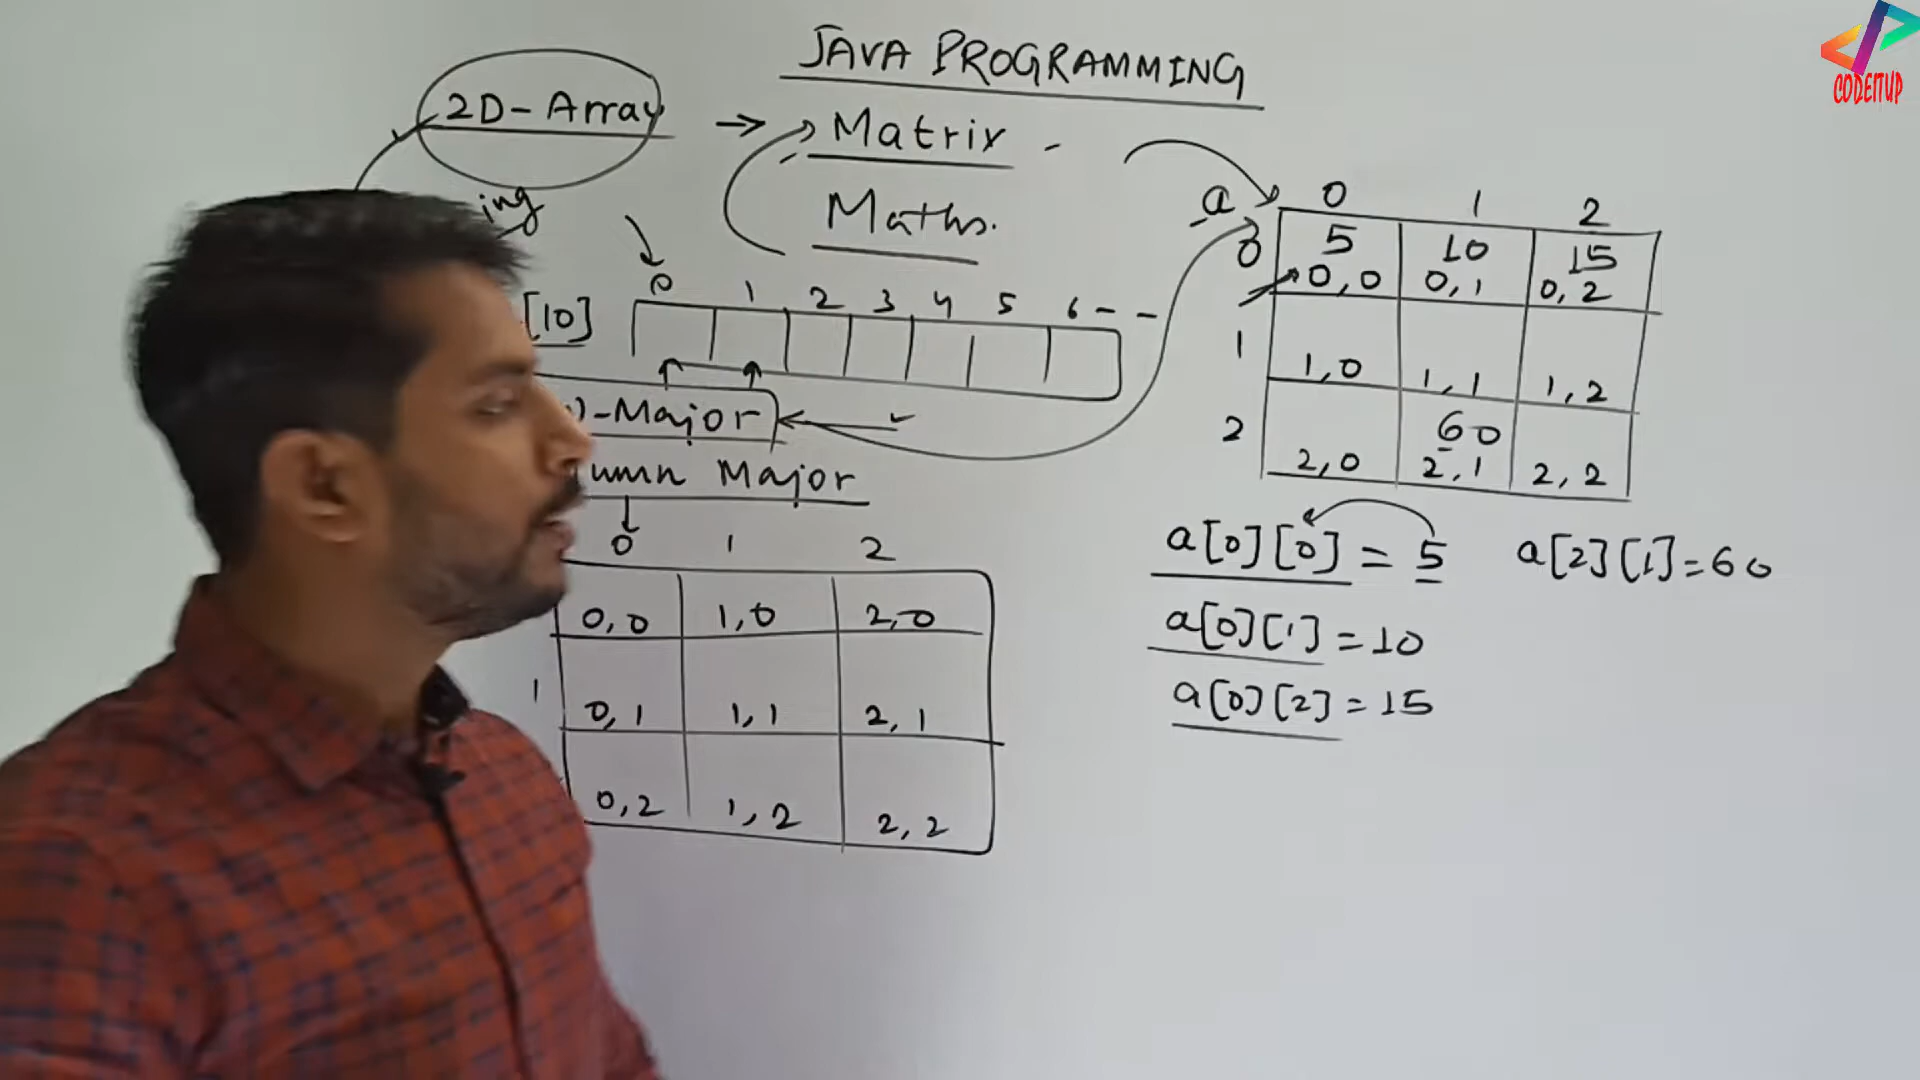 JAVA PROGRAMMING
2D-Array → Matrix -
Maths.
ing
[10]
0 1 2 3 4 5 6 - -
-Major
umn Major
0 1 2
0,0 1,0 2,0
1 0,1 1,1 2,1
0,2 1,2 2,2
a 0 1 2
0 5 10 15
0,0 0,1 0,2
1
1,0 1,1 1,2
2 60
2,0 2,1 2,2
a[0][0] = 5 a[2][1]=60
a[0][1] = 10
a[0][2] = 15
CODEITUP